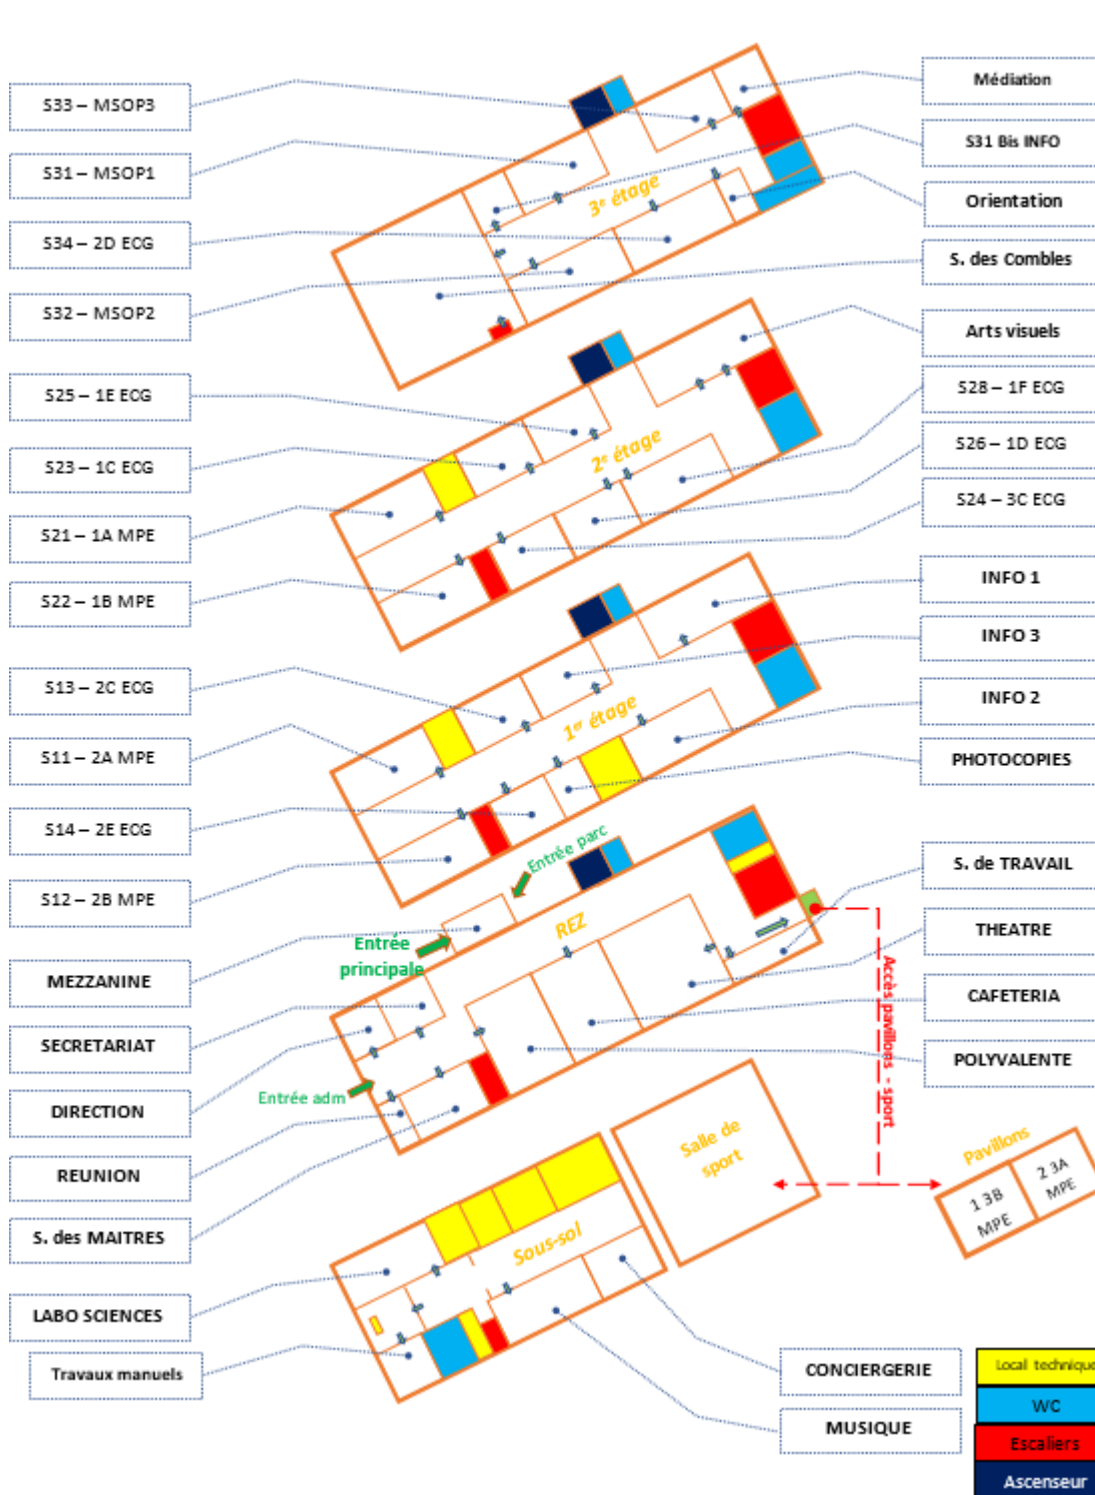 S33 – MSOP3
S31 – MSOP1
S34 – 2D ECG
S32 – MSOP2
Médiation
S31 Bis INFO
Orientation
S. des Combles
3e étage
S25 – 1E ECG
S23 – 1C ECG
S21 – 1A MPE
S22 – 1B MPE
Arts visuels
S28 – 1F ECG
S26 – 1D ECG
S24 – 3C ECG
2e étage
S13 – 2C ECG
S11 – 2A MPE
S14 – 2E ECG
S12 – 2B MPE
INFO 1
INFO 3
INFO 2
PHOTOCOPIES
1er étage
MEZZANINE
SECRETARIAT
DIRECTION
REUNION
S. des MAITRES
Entrée parc
Entrée
principale
Entrée adm
REZ
S. de TRAVAIL
THEATRE
CAFETERIA
POLYVALENTE
Accès pavillons - sport
Salle de
sport
Pavillons
1 3B
MPE
2 3A
MPE
Sous-sol
LABO SCIENCES
Travaux manuels
CONCIERGERIE
MUSIQUE
Local technique
WC
Escaliers
Ascenseur